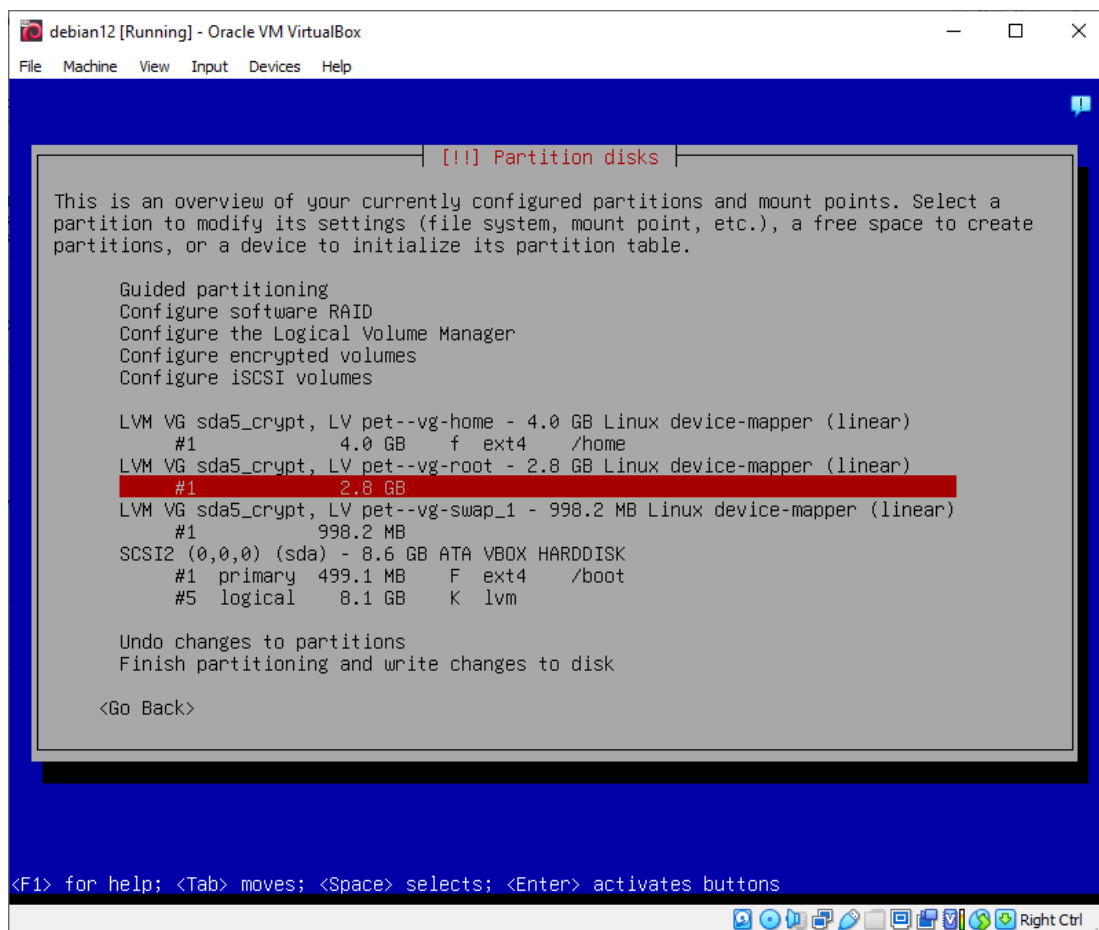 debian12 [Running] - Oracle VM VirtualBox
File Machine View Input Devices Help
[!!] Partition disks
This is an overview of your currently configured partitions and mount points. Select a
partition to modify its settings (file system, mount point, etc.), a free space to create
partitions, or a device to initialize its partition table.
Guided partitioning
Configure software RAID
Configure the Logical Volume Manager
Configure encrypted volumes
Configure iSCSI volumes
LVM VG sda5_crypt, LV pet--vg-home - 4.0 GB Linux device-mapper (linear)
#1 4.0 GB f ext4 /home
LVM VG sda5_crypt, LV pet--vg-root - 2.8 GB Linux device-mapper (linear)
#1 2.8 GB
LVM VG sda5_crypt, LV pet--vg-swap_1 - 998.2 MB Linux device-mapper (linear)
#1 998.2 MB
SCSI2 (0,0,0) (sda) - 8.6 GB ATA VBOX HARDDISK
#1 primary 499.1 MB F ext4 /boot
#5 logical 8.1 GB K lvm
Undo changes to partitions
Finish partitioning and write changes to disk
<Go Back>
<F1> for help; <Tab> moves; <Space> selects; <Enter> activates buttons
Right Ctrl